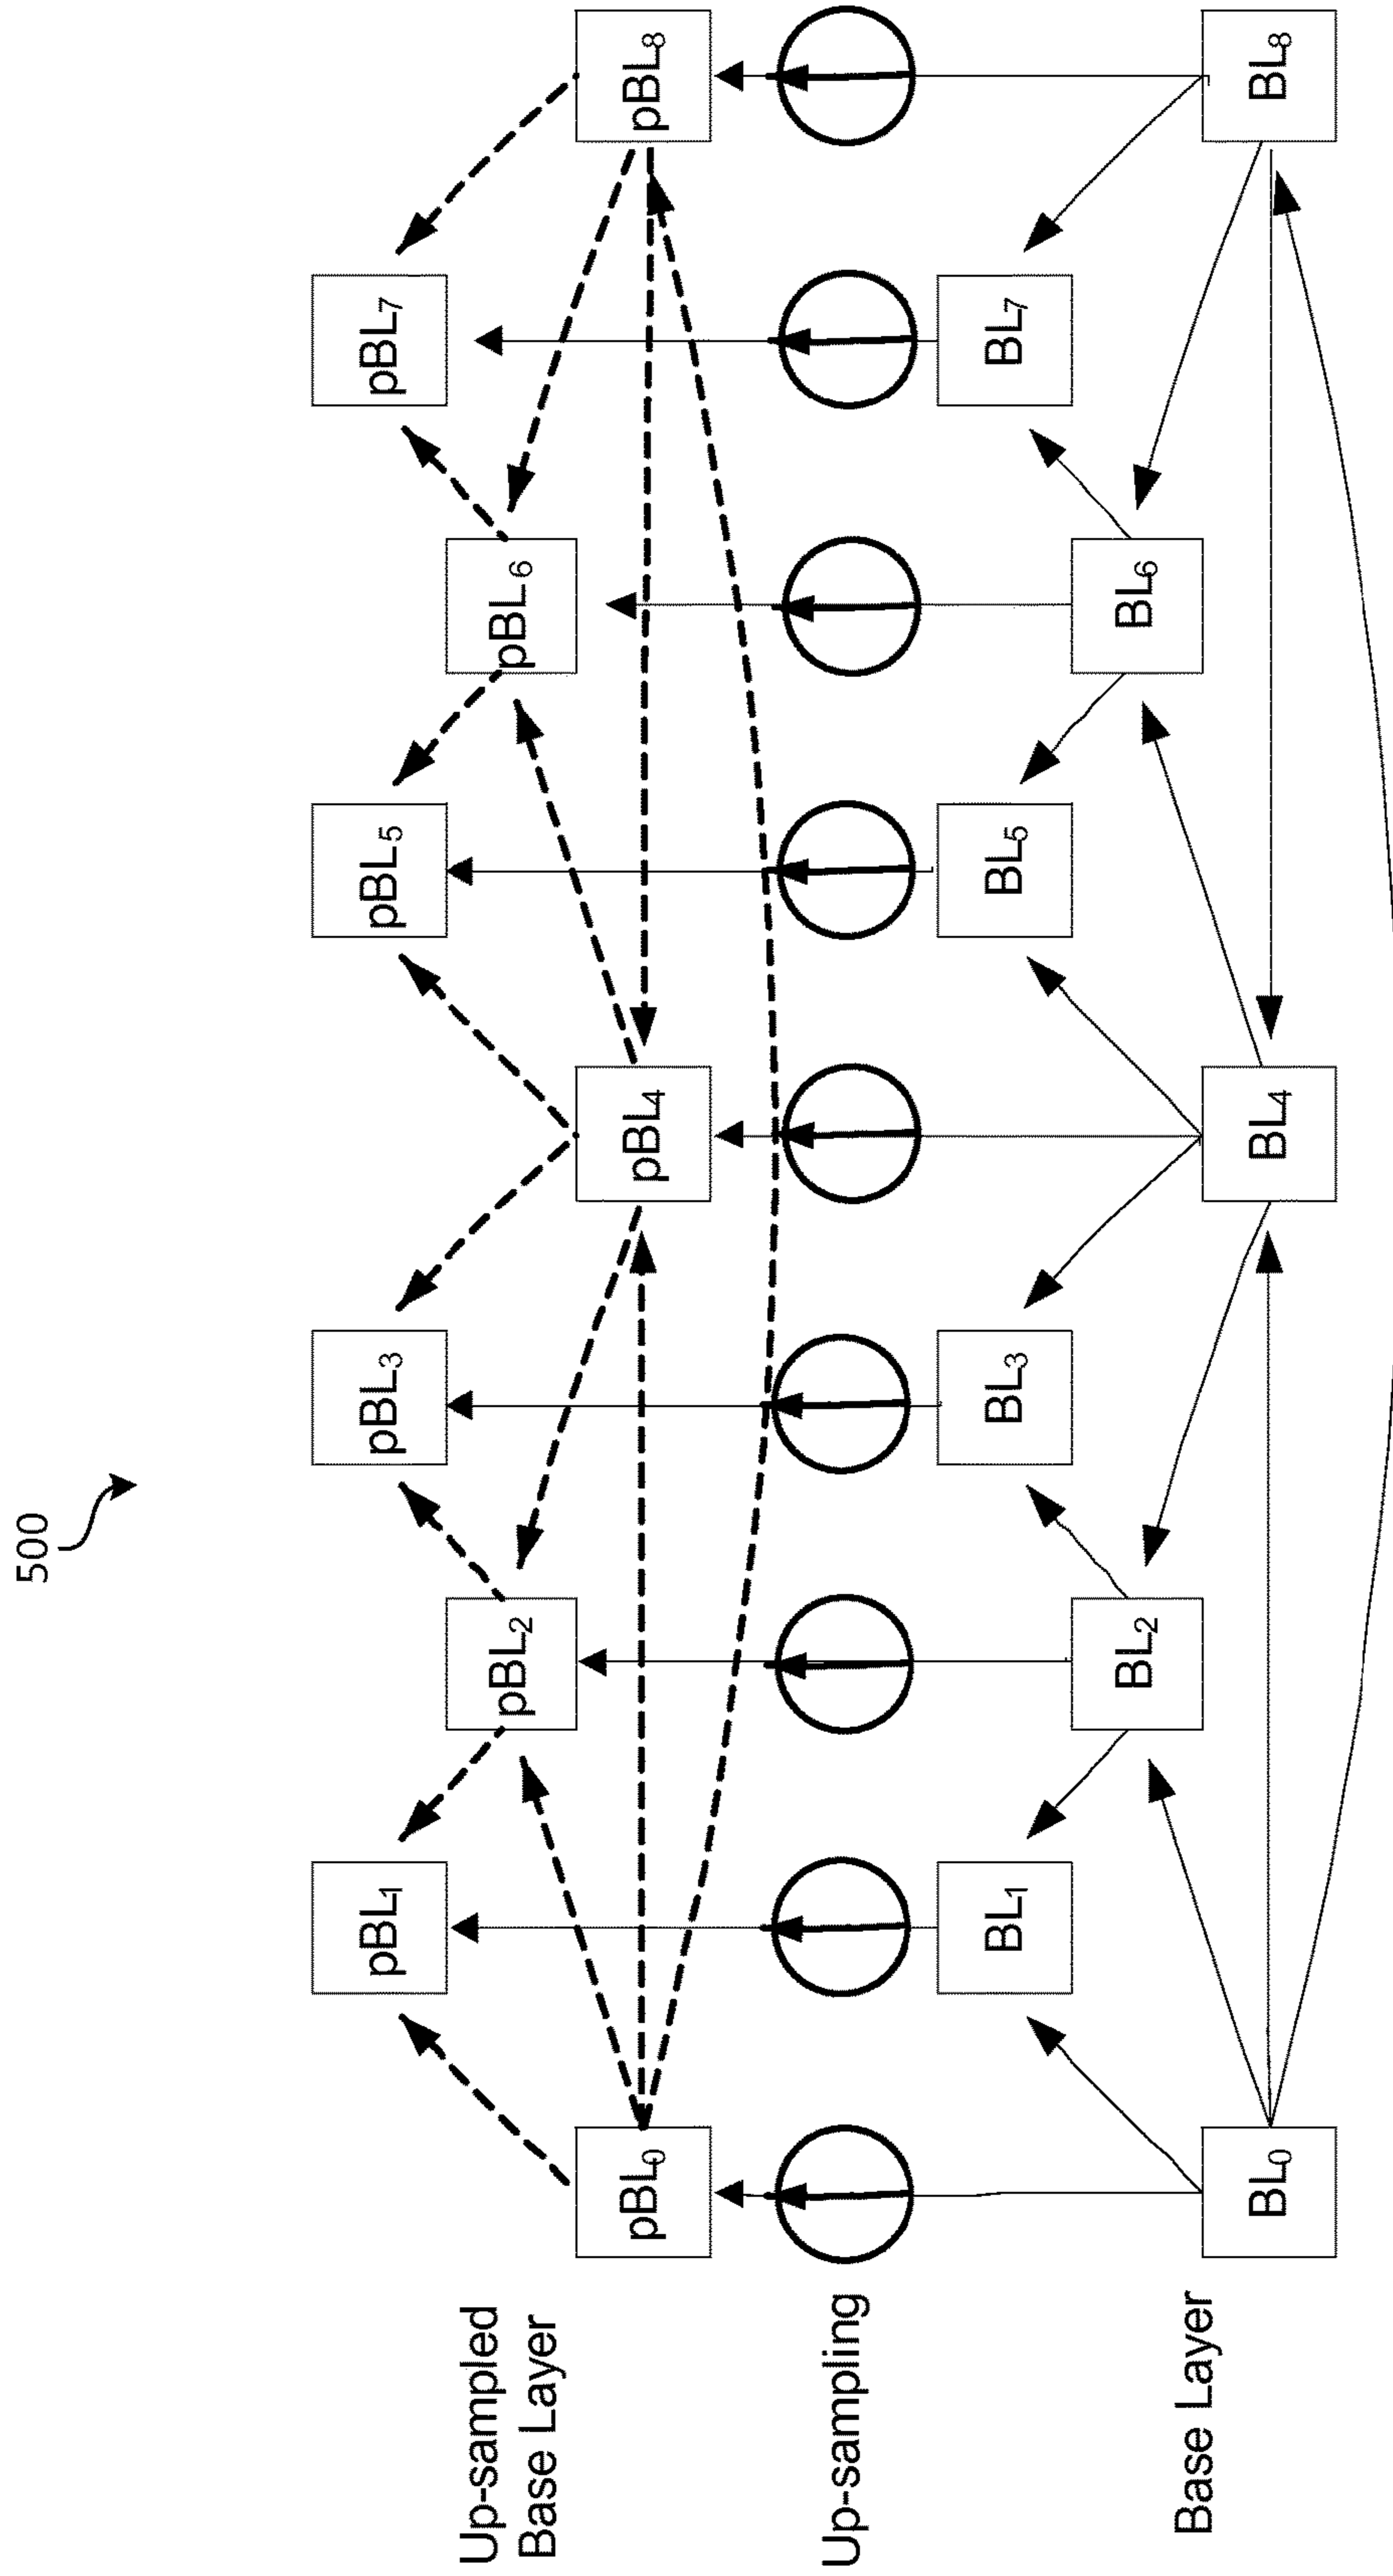 500
Up-sampled
Base Layer
pBL0
pBL1
pBL2
pBL3
pBL4
pBL5
pBL6
pBL7
pBL8
Up-sampling
Base Layer
BL0
BL1
BL2
BL3
BL4
BL5
BL6
BL7
BL8